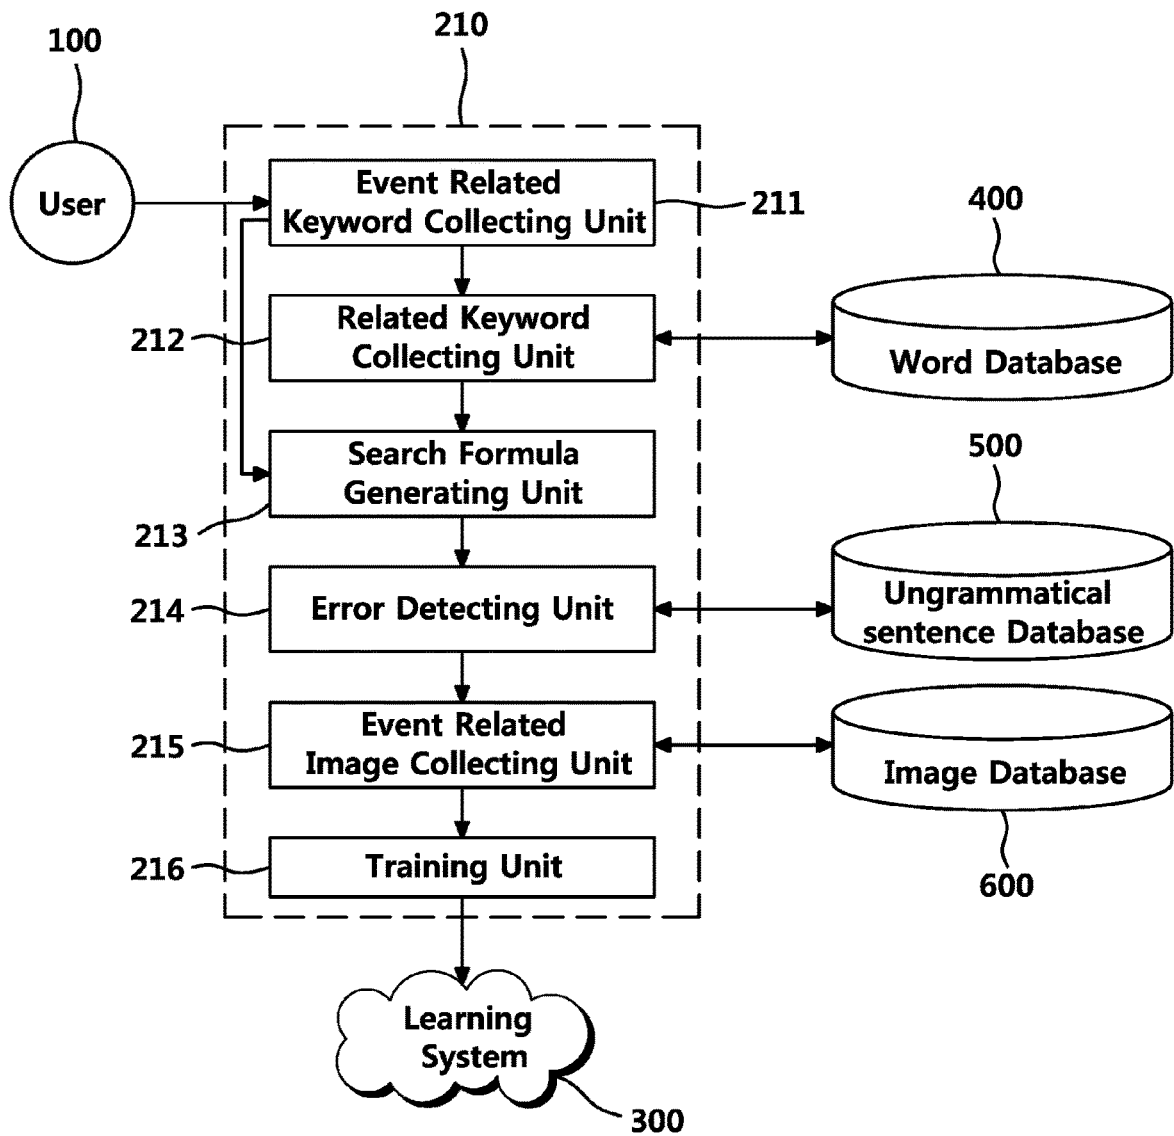 100
210
User
Event Related
Keyword Collecting Unit
211
400
212
Related Keyword
Collecting Unit
Word Database
Search Formula
Generating Unit
213
500
214
Error Detecting Unit
Ungrammatical
sentence Database
215
Event Related
Image Collecting Unit
Image Database
216
Training Unit
600
Learning
System
300